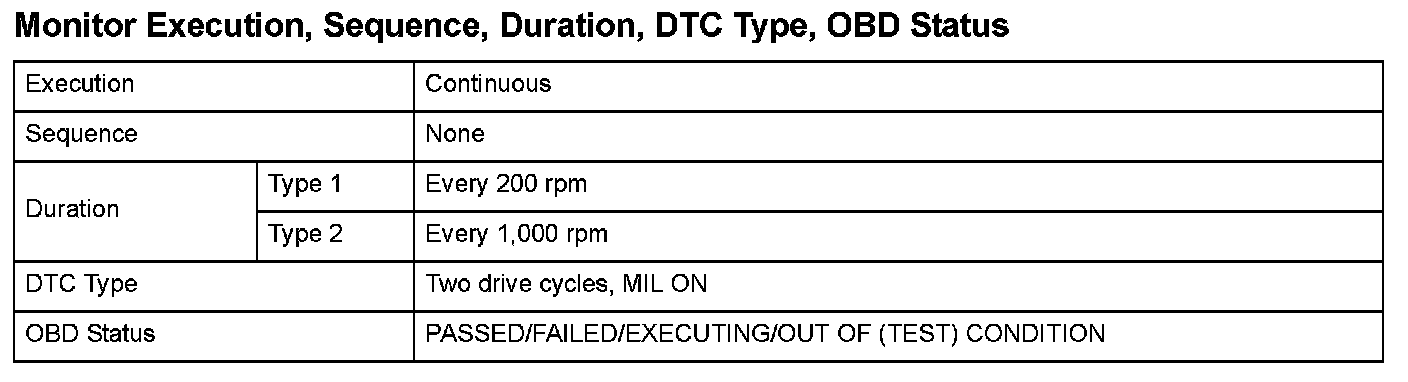 Monitor Execution, Sequence, Duration, DTC Type, OBD Status
Execution Continuous
Sequence None
Duration Type 1 Every 200 rpm
Type 2 Every 1,000 rpm
DTC Type Two drive cycles, MIL ON
OBD Status PASSED/FAILED/EXECUTING/OUT OF (TEST) CONDITION